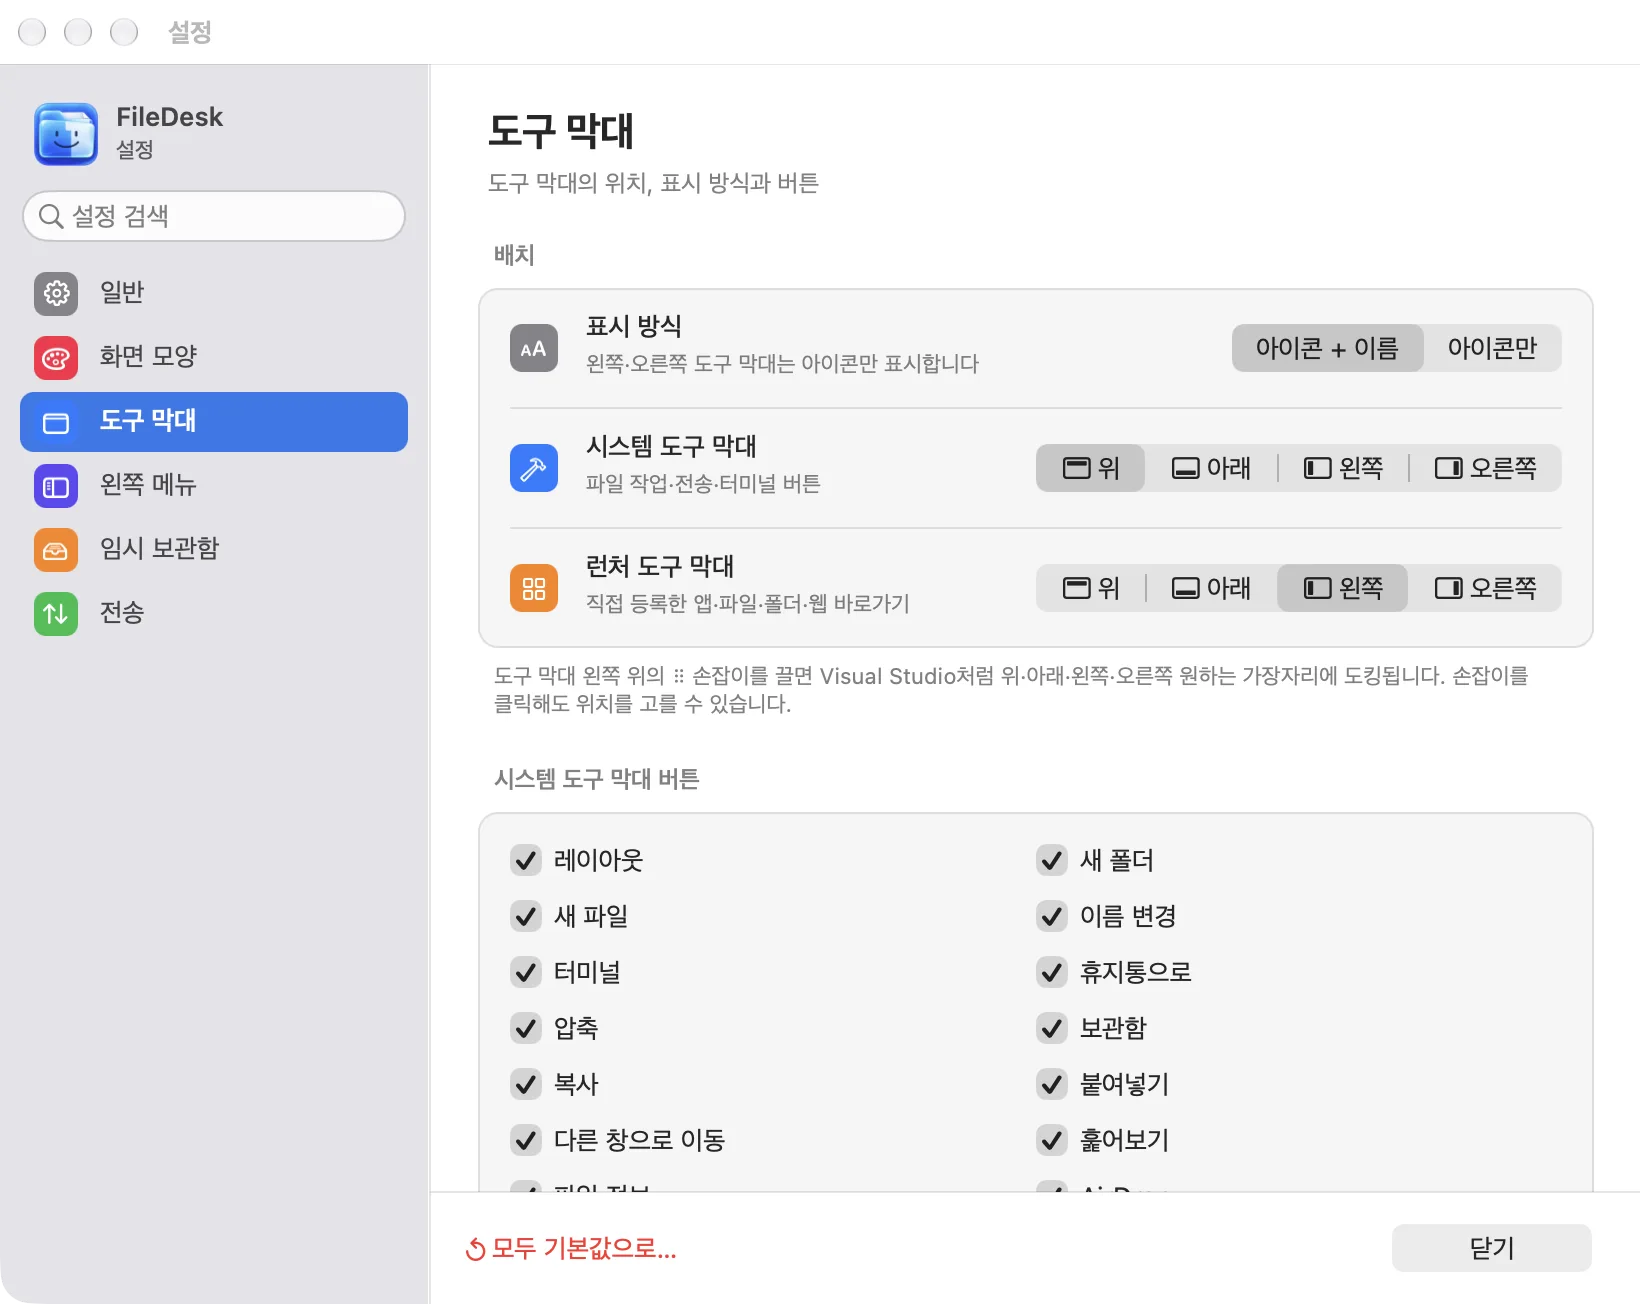 설정
FileDesk
설정
설정 검색
일반
화면 모양
도구 막대
왼쪽 메뉴
임시 보관함
전송
도구 막대
도구 막대의 위치, 표시 방식과 버튼
배치
AA
표시 방식
왼쪽·오른쪽 도구 막대는 아이콘만 표시합니다
아이콘 + 이름 아이콘만
시스템 도구 막대
파일 작업·전송·터미널 버튼
위 아래 왼쪽 오른쪽
런처 도구 막대
직접 등록한 앱·파일·폴더·웹 바로가기
위 아래 왼쪽 오른쪽
도구 막대 왼쪽 위의 ⠿ 손잡이를 끌면 Visual Studio처럼 위·아래·왼쪽·오른쪽 원하는 가장자리에 도킹됩니다. 손잡이를
클릭해도 위치를 고를 수 있습니다.
시스템 도구 막대 버튼
레이아웃 새 폴더
새 파일 이름 변경
터미널 휴지통으로
압축 보관함
복사 붙여넣기
다른 창으로 이동 훑어보기
모두 기본값으로...
닫기